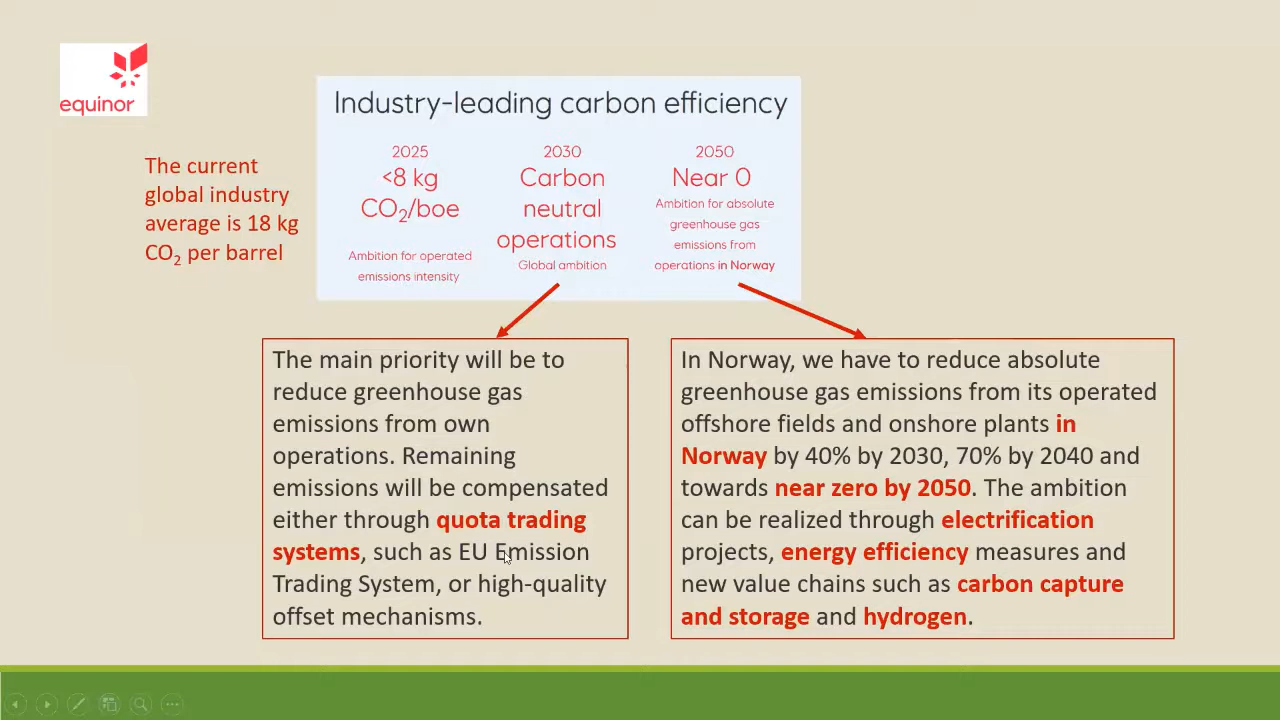 equinor
Industry-leading carbon efficiency
The current
global industry
average is 18 kg
CO₂ per barrel
2025
<8 kg
CO₂/boe
Ambition for operated
emissions intensity
2030
Carbon
neutral
operations
Global ambition
2050
Near 0
Ambition for absolute
greenhouse gas
emissions from
operations in Norway
The main priority will be to
reduce greenhouse gas
emissions from own
operations. Remaining
emissions will be compensated
either through quota trading
systems, such as EU Emission
Trading System, or high-quality
offset mechanisms.
In Norway, we have to reduce absolute
greenhouse gas emissions from its operated
offshore fields and onshore plants in
Norway by 40% by 2030, 70% by 2040 and
towards near zero by 2050. The ambition
can be realized through electrification
projects, energy efficiency measures and
new value chains such as carbon capture
and storage and hydrogen.